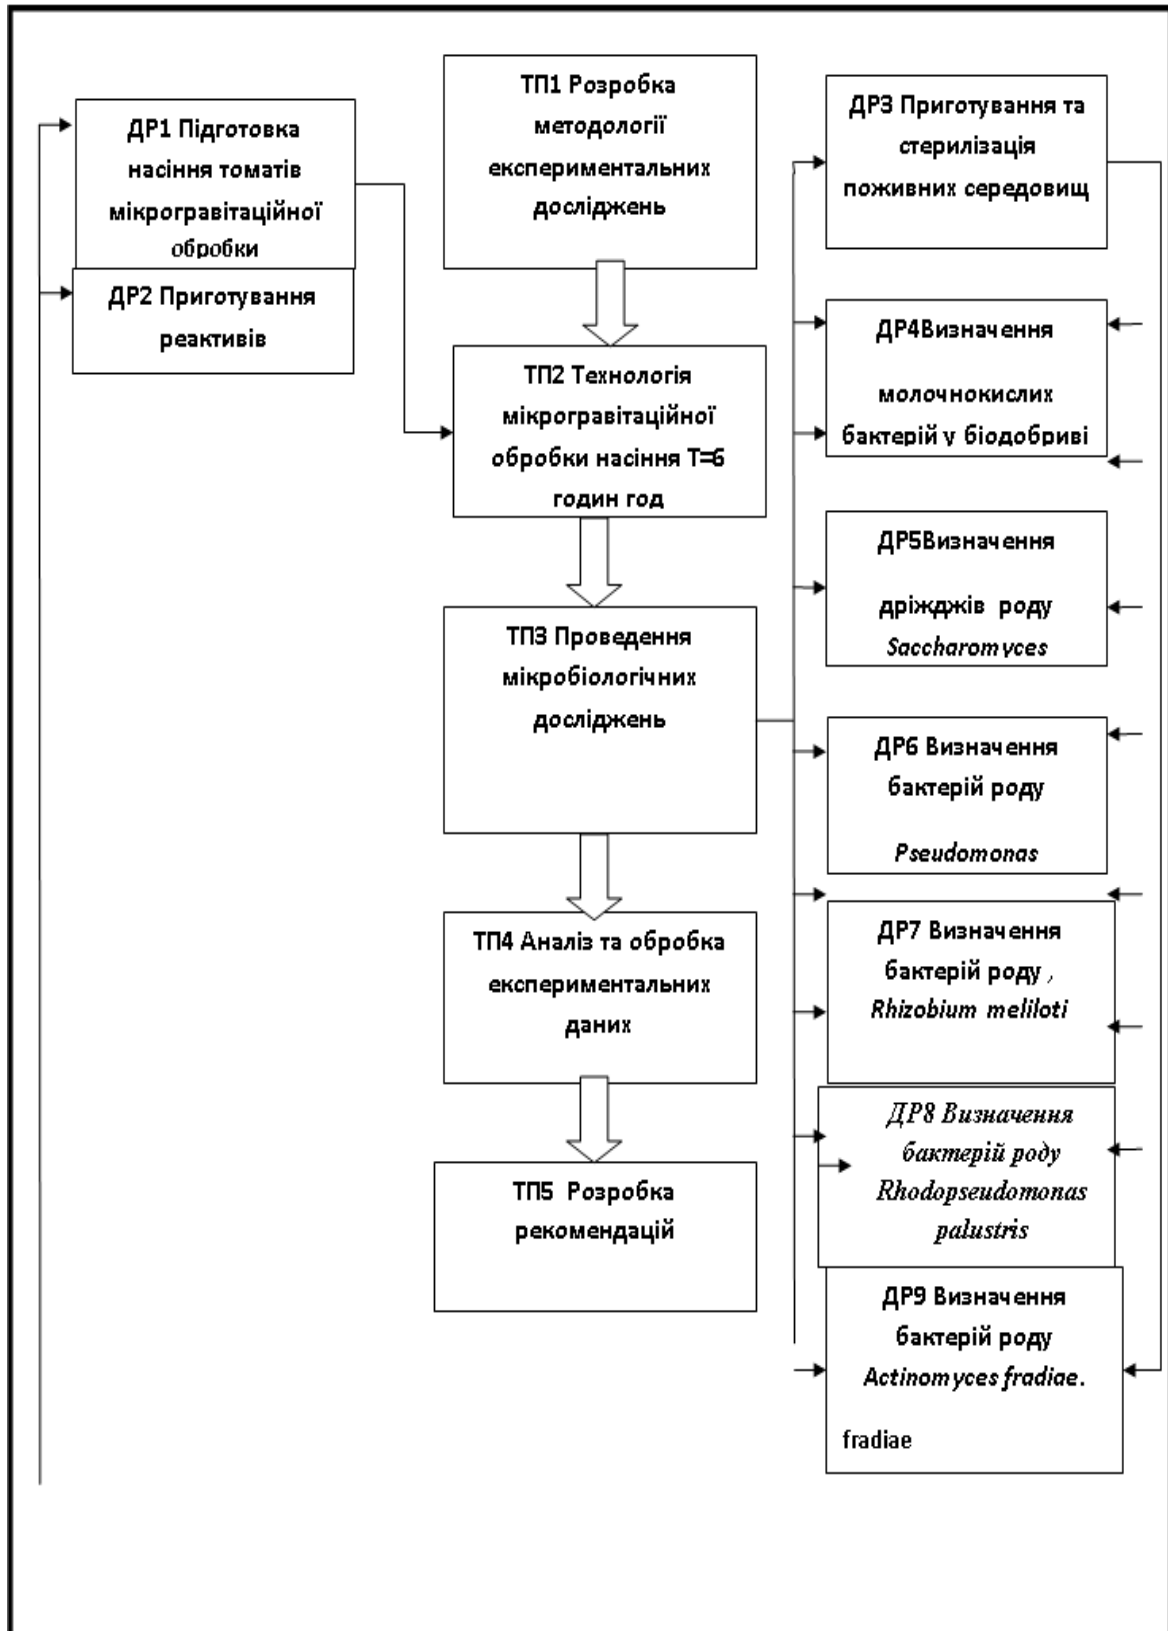 ДР1 Підготовка
насіння томатів
мікрогравітаційної
обробки
ДР2 Приготування
реактивів
ТП1 Розробка
методології
експериментальних
досліджень
ТП2 Технологія
мікрогравітаційної
обробки насіння Т=6
годин год
ТП3 Проведення
мікробіологічних
досліджень
ТП4 Аналіз та обробка
експериментальних
даних
ТП5 Розробка
рекомендацій
ДР3 Приготування та
стерилізація
поживних середовищ
ДР4Визначення
молочнокислих
бактерій у біодобриві
ДР5Визначення
дріжджів роду
Saccharomyces
ДР6 Визначення
бактерій роду
Pseudomonas
ДР7 Визначення
бактерій роду ,
Rhizobium meliloti
ДР8 Визначення
бактерій роду
Rhodopseudomonas
palustris
ДР9 Визначення
бактерій роду
Actinomyces fradiae.
fradiae